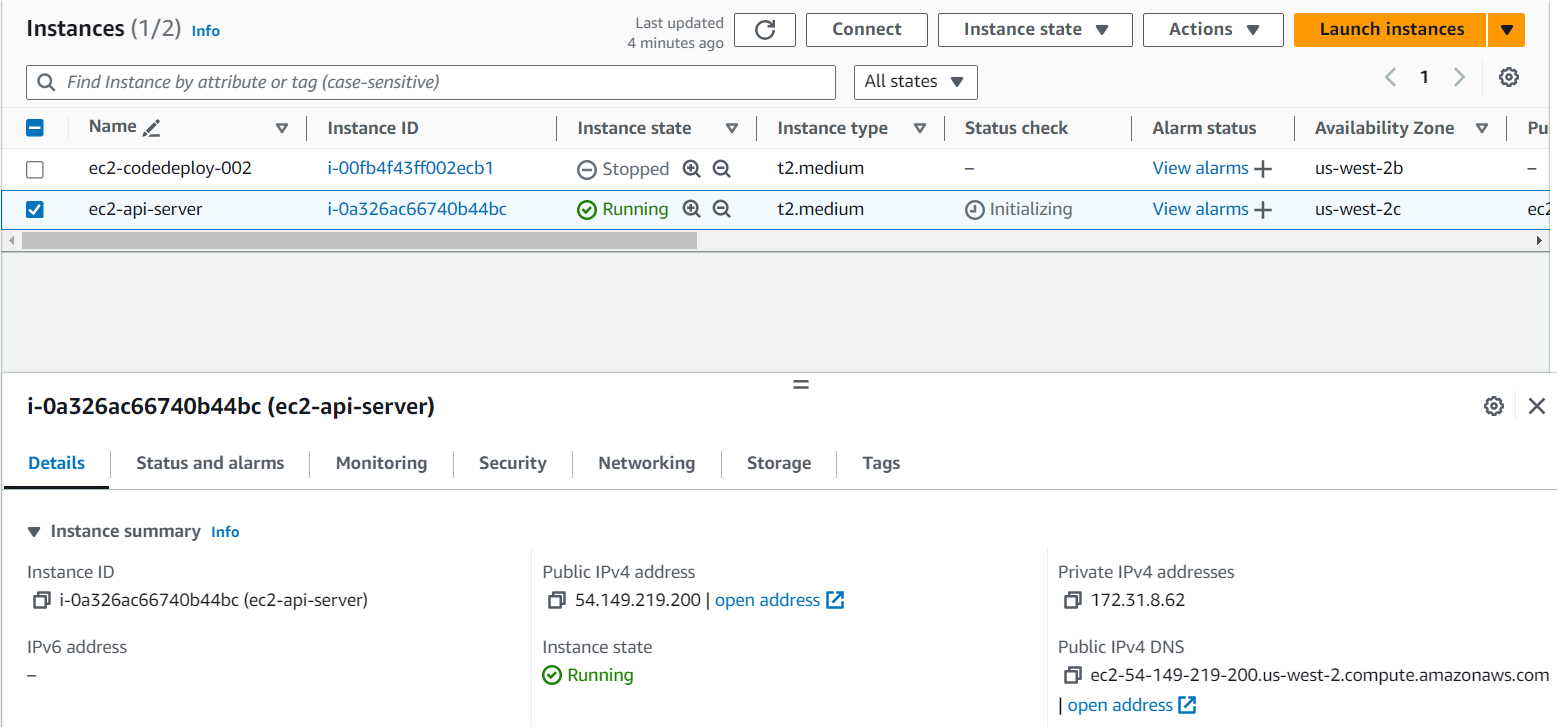 Instances (1/2) Info
Last updated
4 minutes ago
Connect
Instance state
Actions
Launch instances
Find Instance by attribute or tag (case-sensitive)
All states
1
Name Instance ID Instance state Instance type Status check Alarm status Availability Zone Pu
ec2-codedeploy-002 i-00fb4f43ff002ecb1 Stopped t2.medium – View alarms + us-west-2b –
ec2-api-server i-0a326ac66740b44bc Running t2.medium Initializing View alarms + us-west-2c ec2
i-0a326ac66740b44bc (ec2-api-server)
Details Status and alarms Monitoring Security Networking Storage Tags
Instance summary Info
Instance ID
i-0a326ac66740b44bc (ec2-api-server)
IPv6 address
–
Public IPv4 address
54.149.219.200 | open address
Instance state
Running
Private IPv4 addresses
172.31.8.62
Public IPv4 DNS
ec2-54-149-219-200.us-west-2.compute.amazonaws.com
| open address